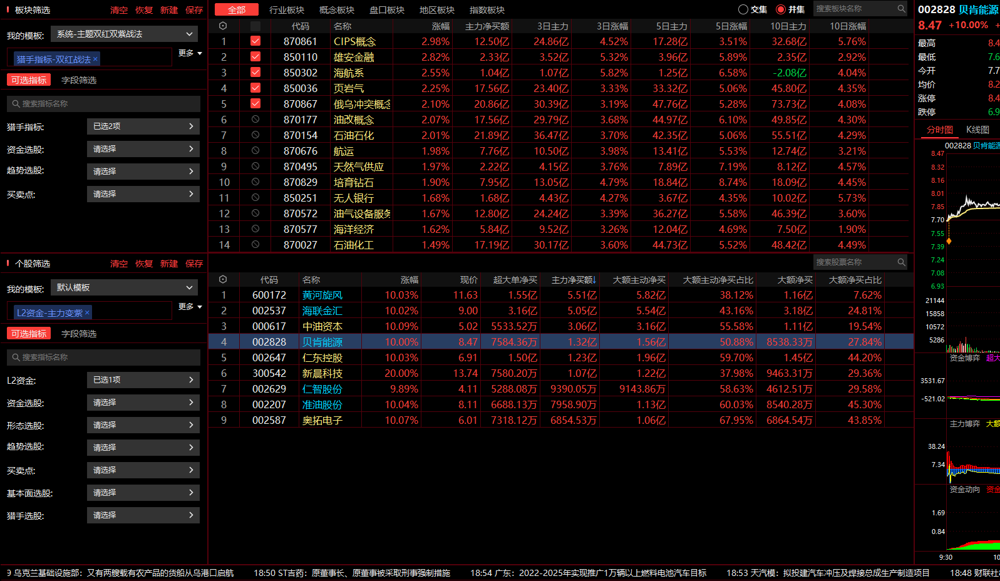 板块筛选 清空 恢复 新建 保存
我的模板: 系统-主题双红双紫战法
猎手指标-双红战法× 更多
可选指标 字段筛选
搜索指标名称
猎手指标: 已选2项
资金选股: 请选择
趋势选股: 请选择
买卖点: 请选择
个股筛选 清空 恢复 新建 保存
我的模板: 默认模板
L2资金-主力变紫× 更多
可选指标 字段筛选
搜索指标名称
L2资金: 已选1项
资金选股: 请选择
形态选股: 请选择
趋势选股: 请选择
买卖点: 请选择
基本面选股: 请选择
猎手选股: 请选择
全部 行业板块 概念板块 盘口板块 地区板块 指数板块 交集 并集 搜索板块名称
代码 名称 涨幅 主力净买额 3日主力 3日涨幅 5日主力 5日涨幅 10日主力 10日涨幅
1 870861 CIPS概念 2.98% 12.50亿 24.86亿 4.52% 17.28亿 3.51% 32.68亿 5.76%
2 850110 雄安金融 2.82% 2.33亿 3.52亿 5.32% 3.96亿 5.89% 2.35亿 2.92%
3 850302 海航系 2.55% 1.04亿 1.07亿 5.82% 1.25亿 6.58% -2.08亿 4.04%
4 850036 页岩气 2.25% 17.56亿 23.40亿 3.33% 33.32亿 5.06% 45.80亿 4.35%
5 870867 俄乌冲突概念 2.10% 20.86亿 30.39亿 3.19% 47.76亿 5.28% 73.73亿 4.08%
6 870177 油改概念 2.07% 17.56亿 29.79亿 3.68% 44.97亿 6.10% 49.85亿 4.30%
7 870154 石油石化 2.01% 21.89亿 36.47亿 3.70% 42.35亿 5.06% 55.51亿 4.29%
8 870676 航运 1.98% 7.76亿 10.50亿 3.98% 13.41亿 5.53% 12.74亿 3.21%
9 870495 天然气供应 1.97% 2.22亿 4.15亿 3.76% 7.89亿 7.19% 8.12亿 4.57%
10 870829 培育钻石 1.90% 7.95亿 13.05亿 4.79% 18.84亿 8.74% 18.09亿 4.45%
11 850251 无人银行 1.68% 1.68亿 4.43亿 4.27% 3.67亿 4.35% 10.02亿 5.73%
12 870572 油气设备服务 1.67% 12.80亿 24.24亿 3.39% 36.27亿 5.58% 46.39亿 3.60%
13 870577 海洋经济 1.62% 5.84亿 9.52亿 3.26% 12.04亿 4.69% 7.50亿 1.90%
14 870027 石油化工 1.49% 17.19亿 30.17亿 3.60% 44.73亿 5.52% 48.42亿 4.49%
搜索股票名称
代码 名称 涨幅 现价 超大单净买 主力净买额↓ 大额主动净买 大额主动净买占比 大额净买 大额净买占比
1 600172 黄河旋风 10.03% 11.63 1.55亿 5.51亿 5.82亿 38.12% 1.16亿 7.62%
2 002537 海联金汇 10.02% 9.00 3.16亿 5.05亿 5.54亿 43.16% 3.18亿 24.81%
3 000617 中油资本 10.09% 5.02 5533.52万 3.06亿 3.16亿 55.58% 1.11亿 19.54%
4 002828 贝肯能源 10.00% 8.47 7584.36万 1.32亿 1.56亿 50.88% 8538.33万 27.84%
5 002647 仁东控股 10.03% 6.91 1.50亿 1.23亿 1.96亿 59.70% 1.45亿 44.20%
6 300542 新晨科技 20.00% 13.74 7580.20万 1.07亿 1.22亿 37.98% 9463.31万 29.36%
7 002629 仁智股份 9.89% 4.11 5288.08万 9390.05万 9143.86万 58.63% 4612.51万 29.58%
8 002207 准油股份 10.04% 8.11 6688.13万 7958.90万 1.13亿 60.03% 8540.28万 45.30%
9 002587 奥拓电子 10.07% 6.01 7318.12万 6854.53万 1.06亿 67.95% 6864.54万 43.85%
002828 贝肯能源
8.47 +10.00% +
最高 8.4
最低 7.6
今开 7.7
均价 8.2
涨停 8.4
跌停 6.9
分时图 K线图
002828 贝肯能源
8.47
8.32
8.16
8.01
7.85
7.70
7.55
7.39
7.24
7.08
6.93
21144
15858
10572
5286
资金博弈 超大
3531.67
-521.02
主力博弈 大额
38.24
7.34
资金动向 资金
1.69
0.84
9:30 10
9 乌克兰基础设施部：又有两艘载有农产品的货船从乌港口启航 18:50 ST吉药：原董事长、原董事被采取刑事强制措施 18:54 广东：2022-2025年实现推广1万辆以上燃料电池汽车目标 18:53 天汽模：拟投建汽车冲压及焊接总成生产制造项目 18:48 财联社